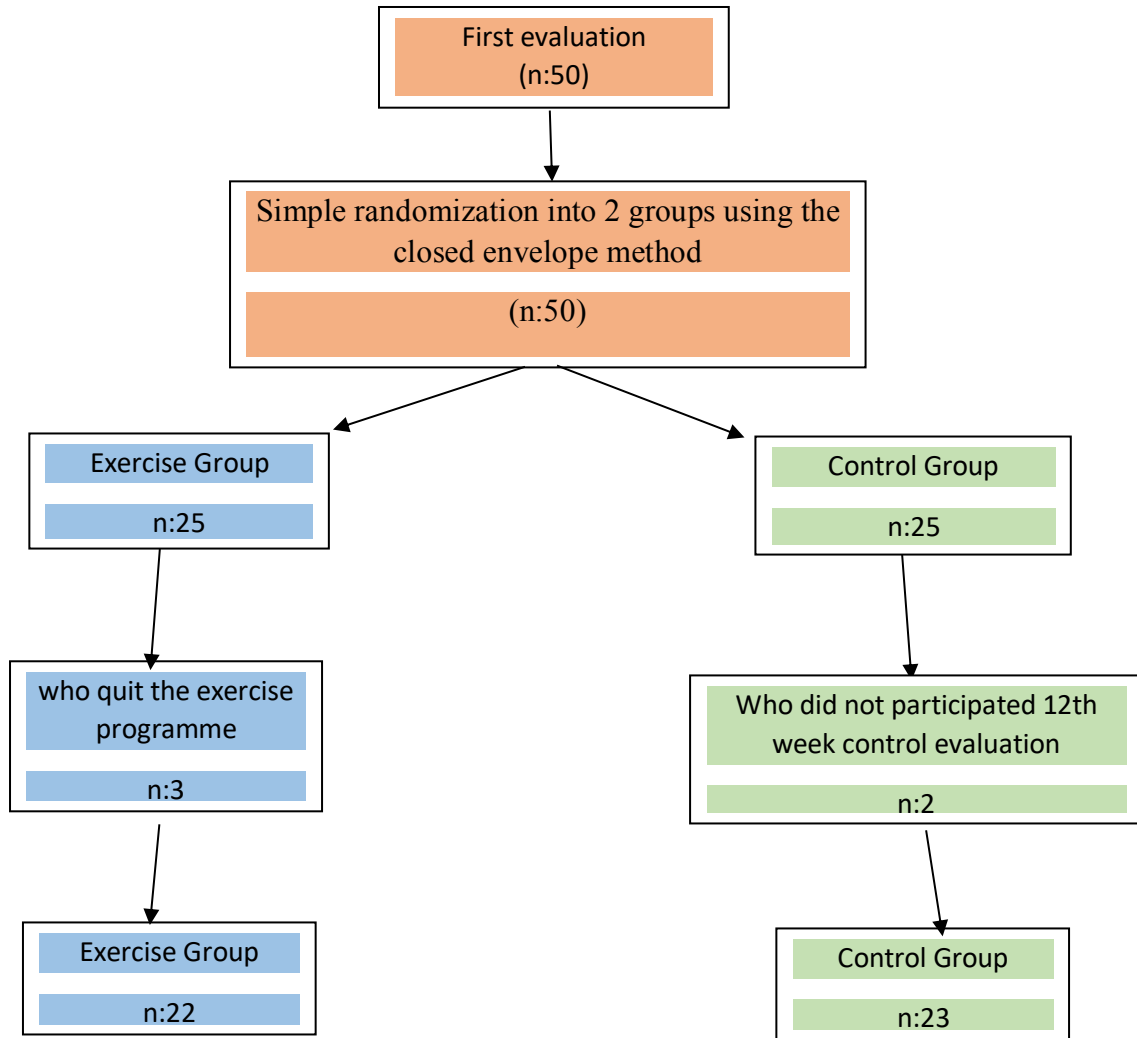 First evaluation
(n:50)
Simple randomization into 2 groups using the
closed envelope method
(n:50)
Exercise Group
n:25
Control Group
n:25
who quit the exercise
programme
n:3
Who did not participated 12th
week control evaluation
n:2
Exercise Group
n:22
Control Group
n:23